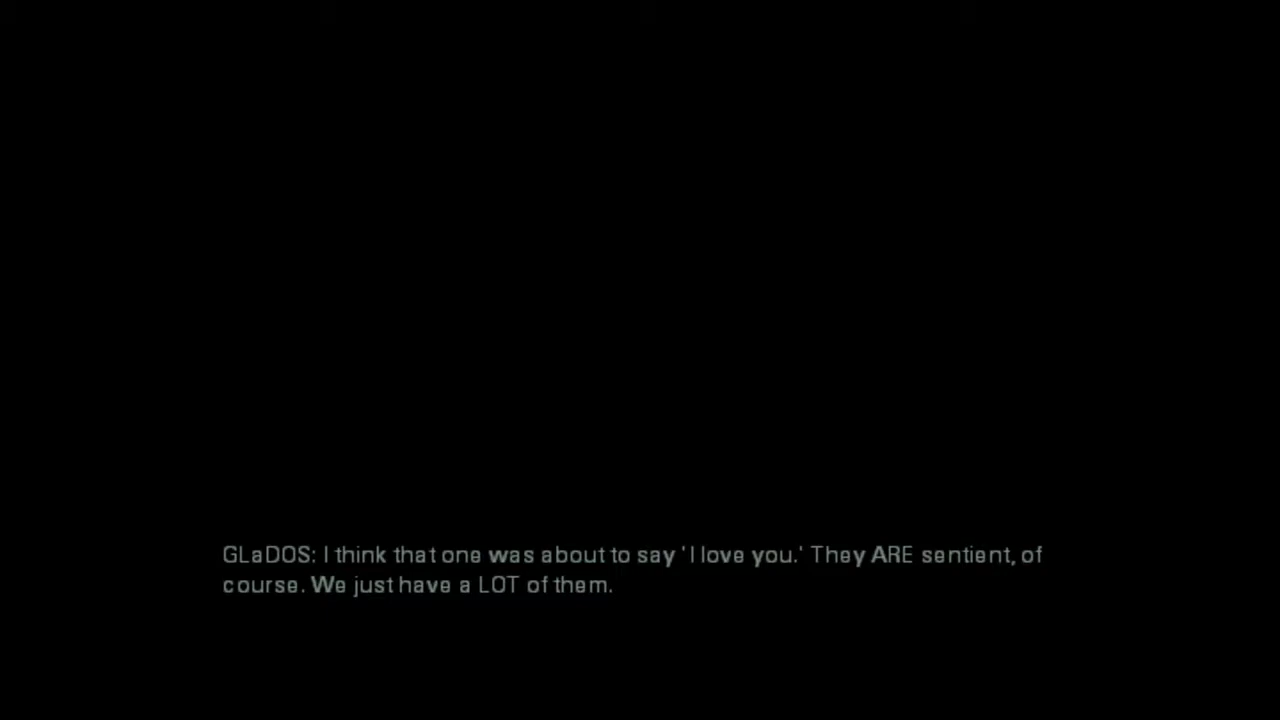 GLaDOS: I think that one was about to say 'I love you.' They ARE sentient, of
course. We just have a LOT of them.